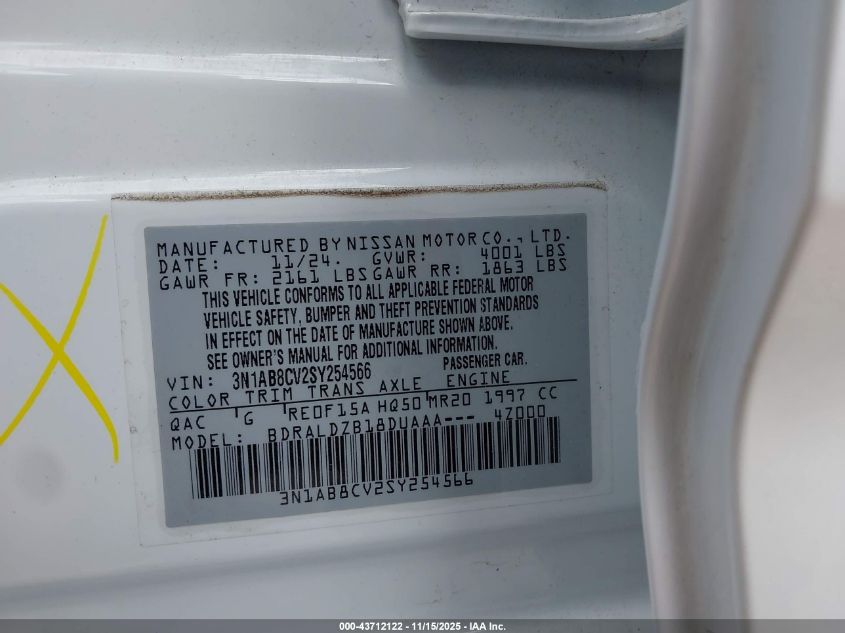 MANUFACTURED BY NISSAN MOTOR CO., LTD.
DATE: 11/24. GVWR: 4001 LBS
GAWR FR: 2161 LBS GAWR RR: 1863 LBS
THIS VEHICLE CONFORMS TO ALL APPLICABLE FEDERAL MOTOR
VEHICLE SAFETY, BUMPER AND THEFT PREVENTION STANDARDS
IN EFFECT ON THE DATE OF MANUFACTURE SHOWN ABOVE.
SEE OWNER'S MANUAL FOR ADDITIONAL INFORMATION.
VIN: 3N1AB8CV2SY254566 PASSENGER CAR.
COLOR TRIM TRANS AXLE ENGINE
QAC G RE0F15A HQ50 MR20 1997 CC
MODEL: BDRALDZB18DUAAA--- 4Z000
3N1AB8CV2SY254566
000-43712122 - 11/15/2025 - IAA Inc.